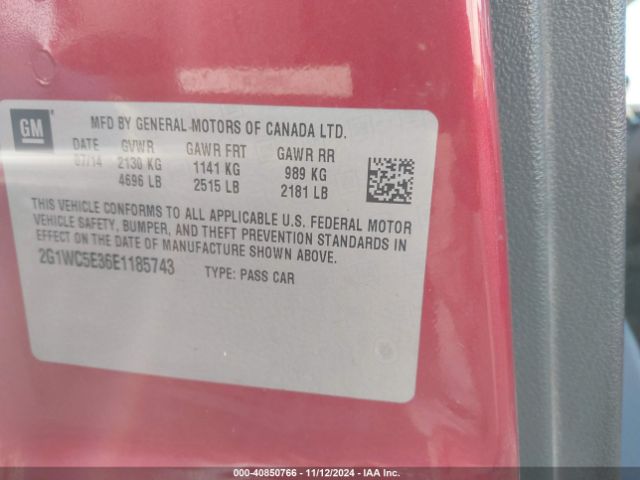 GM
MFD BY GENERAL MOTORS OF CANADA LTD.
DATE GVWR GAWR FRT GAWR RR
07/14 2130 KG 1141 KG 989 KG
4696 LB 2515 LB 2181 LB
THIS VEHICLE CONFORMS TO ALL APPLICABLE U.S. FEDERAL MOTOR
VEHICLE SAFETY, BUMPER, AND THEFT PREVENTION STANDARDS IN
EFFECT ON THE DATE OF MANUFACTURE SHOWN ABOVE.
2G1WC5E36E1185743 TYPE: PASS CAR
000-40850766 - 11/12/2024 - IAA Inc.